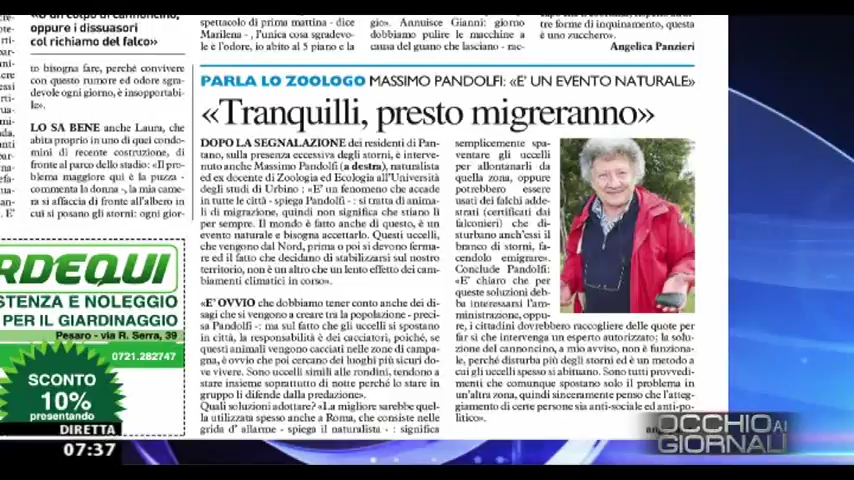 «O un colpo di cannoncino,
oppure i dissuasori
col richiamo del falco»
to bisogna fare, perché convivere
con questo rumore ed odore sgra-
devole ogni giorno, è insopportabi-
le».
LO SA BENE anche Laura, che
abita proprio in uno di quei condo-
mini di recente costruzione, di
fronte al parco dello stadio: «Il pro-
blema maggiore qui è la puzza -
commenta la donna -, la mia came-
ra si affaccia di fronte all'albero in
cui si posano gli storni: ogni gior-
spettacolo di prima mattina - dice
Marilena -, l'unica cosa sgradevo-
le è l'odore, io abito al 5 piano e la
gio». Annuisce Gianni: giorno
dobbiamo pulire le macchine a
causa del guano che lasciano - rac-
tre forme di inquinamento, questa
è uno zucchero».
Angelica Panzieri
PARLA LO ZOOLOGO MASSIMO PANDOLFI: «E' UN EVENTO NATURALE»
«Tranquilli, presto migreranno»
DOPO LA SEGNALAZIONE dei residenti di Pan-
tano, sulla presenza eccessiva degli storni, è interve-
nuto anche Massimo Pandolfi (a destra), naturalista
ed ex docente di Zoologia ed Ecologia all'Università
degli studi di Urbino : «E' un fenomeno che accade
in tutte le città - spiega Pandolfi - : si tratta di anima-
li di migrazione, quindi non significa che stiano lì
per sempre. Il mondo è fatto anche di questo, è un
evento naturale e bisogna accettarlo. Questi uccelli,
che vengono dal Nord, prima o poi si devono ferma-
re ed il fatto che decidano di stabilizzarsi sul nostro
territorio, non è un altro che un lento effetto dei cam-
biamenti climatici in corso».
«E' OVVIO che dobbiamo tener conto anche dei di-
sagi che si vengono a creare tra la popolazione - preci-
sa Pandolfi - : ma sul fatto che gli uccelli si spostano
in città, la responsabilità è dei cacciatori, poiché, se
questi animali vengono cacciati nelle zone di campa-
gna, è ovvio che poi cercano dei luoghi più sicuri do-
ve vivere. Sono uccelli simili alle rondini, tendono a
stare insieme soprattutto di notte perché lo stare in
gruppo li difende dalla predazione».
Quali soluzioni adottare? «La migliore sarebbe quel-
la utilizzata spesso anche a Roma, che consiste nelle
grida d' allarme - spiega il naturalista - : significa
semplicemente spa-
ventare gli uccelli
per allontanarli da
quella zona, oppure
potrebbero essere
usati dei falchi adde-
strati (certificati dai
falconieri) che di-
sturbano anch'essi il
branco di storni, fa-
cendolo emigrare».
Conclude Pandolfi:
«E' chiaro che per
queste soluzioni deb-
ba interessarsi l'am-
ministrazione, oppu-
re, i cittadini dovrebbero raccogliere delle quote per
far sì che intervenga un esperto autorizzato; la solu-
zione del cannoncino, a mio avviso, non è funziona-
le, perché disturba più degli storni ed è un metodo a
cui gli uccelli spesso si abituano. Sono tutti provvedi-
menti che comunque spostano solo il problema in
un'altra zona, quindi sinceramente penso che l'atteg-
giamento di certe persone sia anti-sociale ed anti-po-
litico».
RDEQUI
STENZA E NOLEGGIO
PER IL GIARDINAGGIO
Pesaro - via R. Serra, 39
0721.282747
SCONTO
10%
presentando
DIRETTA
07:37
OCCHIO AI
GIORNALI